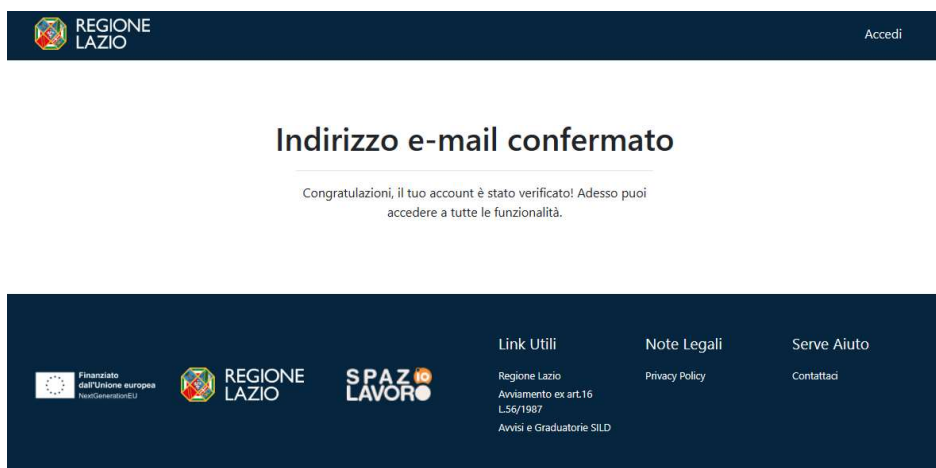 REGIONE
LAZIO
Accedi
Indirizzo e-mail confermato
Congratulazioni, il tuo account è stato verificato! Adesso puoi
accedere a tutte le funzionalità.
Finanziato
dall'Unione europea
NextGenerationEU
REGIONE
LAZIO
SPAZIO
LAVORO
Link Utili
Regione Lazio
Avviamento ex art.16
L.56/1987
Avvisi e Graduatorie SILD
Note Legali
Privacy Policy
Serve Aiuto
Contattaci